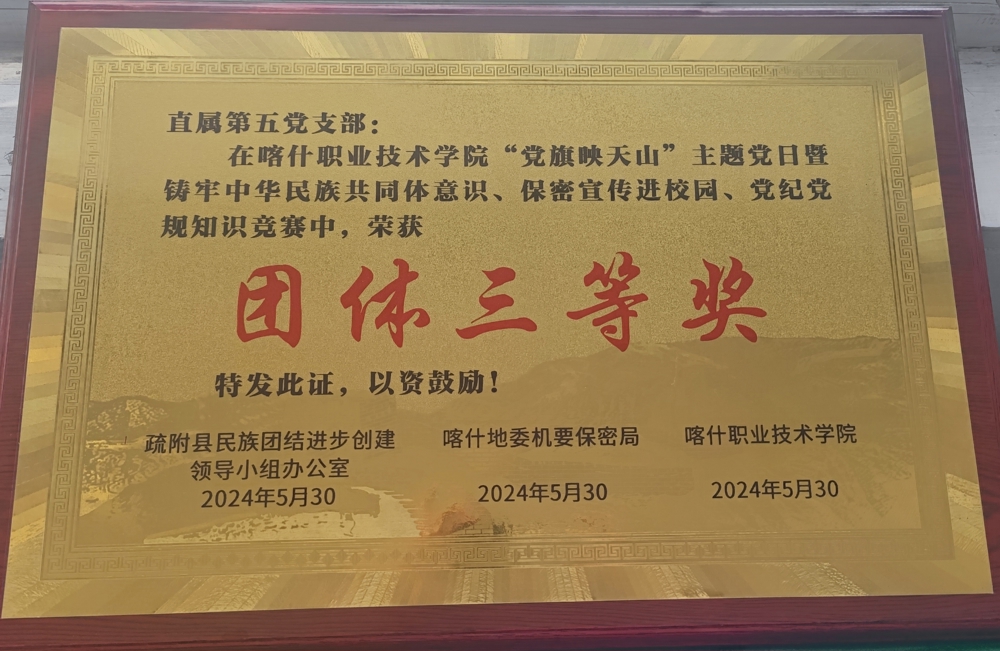 直属第五党支部：
在喀什职业技术学院“党旗映天山”主题党日暨
铸牢中华民族共同体意识、保密宣传进校园、党纪党
规知识竞赛中，荣获
团体三等奖
特发此证，以资鼓励！
疏附县民族团结进步创建
领导小组办公室
2024年5月30
喀什地委机要保密局
2024年5月30
喀什职业技术学院
2024年5月30